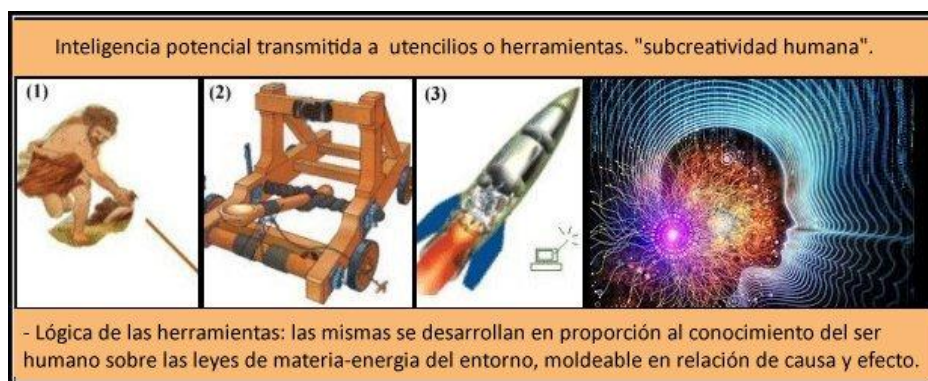 Inteligencia potencial transmitida a utencilios o herramientas. "subcreatividad humana".
(1)
(2)
(3)
- Lógica de las herramientas: las mismas se desarrollan en proporción al conocimiento del ser
humano sobre las leyes de materia-energia del entorno, moldeable en relación de causa y efecto.